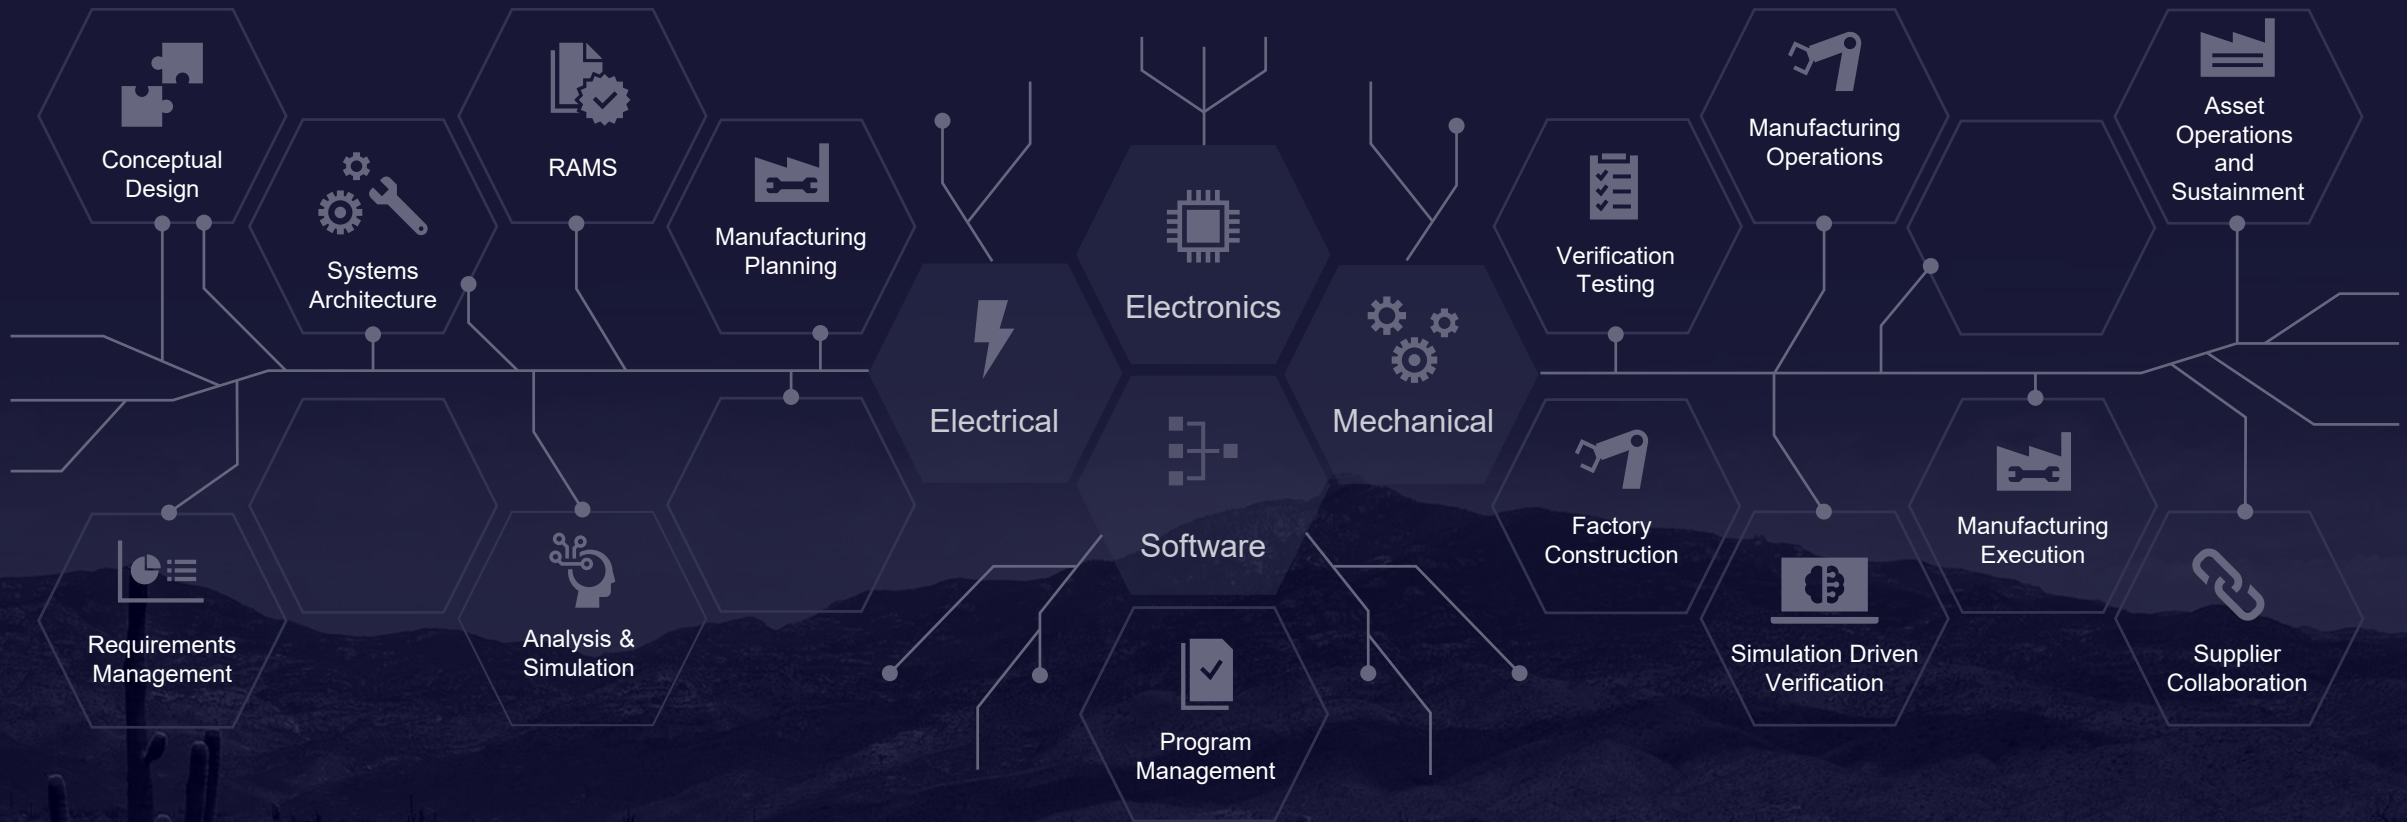 Conceptual
Design
Systems
Architecture
RAMS
Manufacturing
Planning
Requirements
Management
Analysis &
Simulation
Electrical
Electronics
Mechanical
Software
Program
Management
Verification
Testing
Manufacturing
Operations
Asset
Operations
and
Sustainment
Factory
Construction
Simulation Driven
Verification
Manufacturing
Execution
Supplier
Collaboration